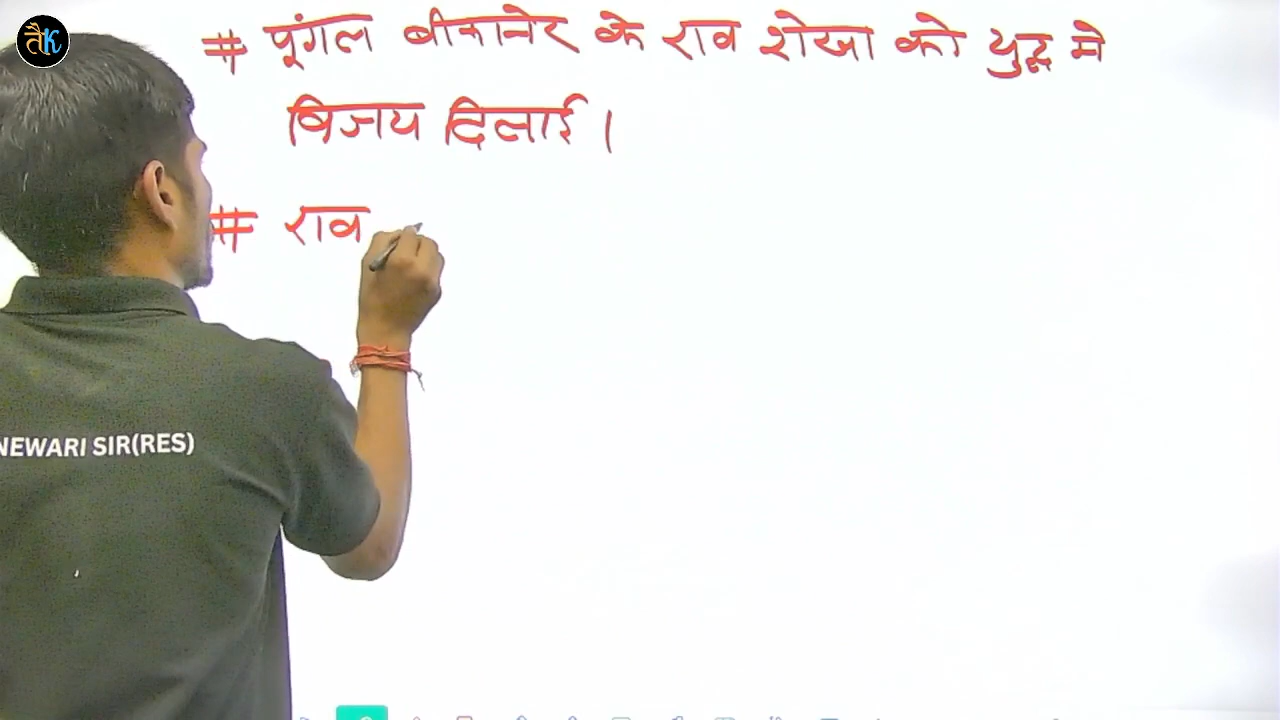 तैK
# पूंगल बीकानेर के राव शेखा को युद्ध मे
विजय दिलाई।
# राव
NEWARI SIR(RES)